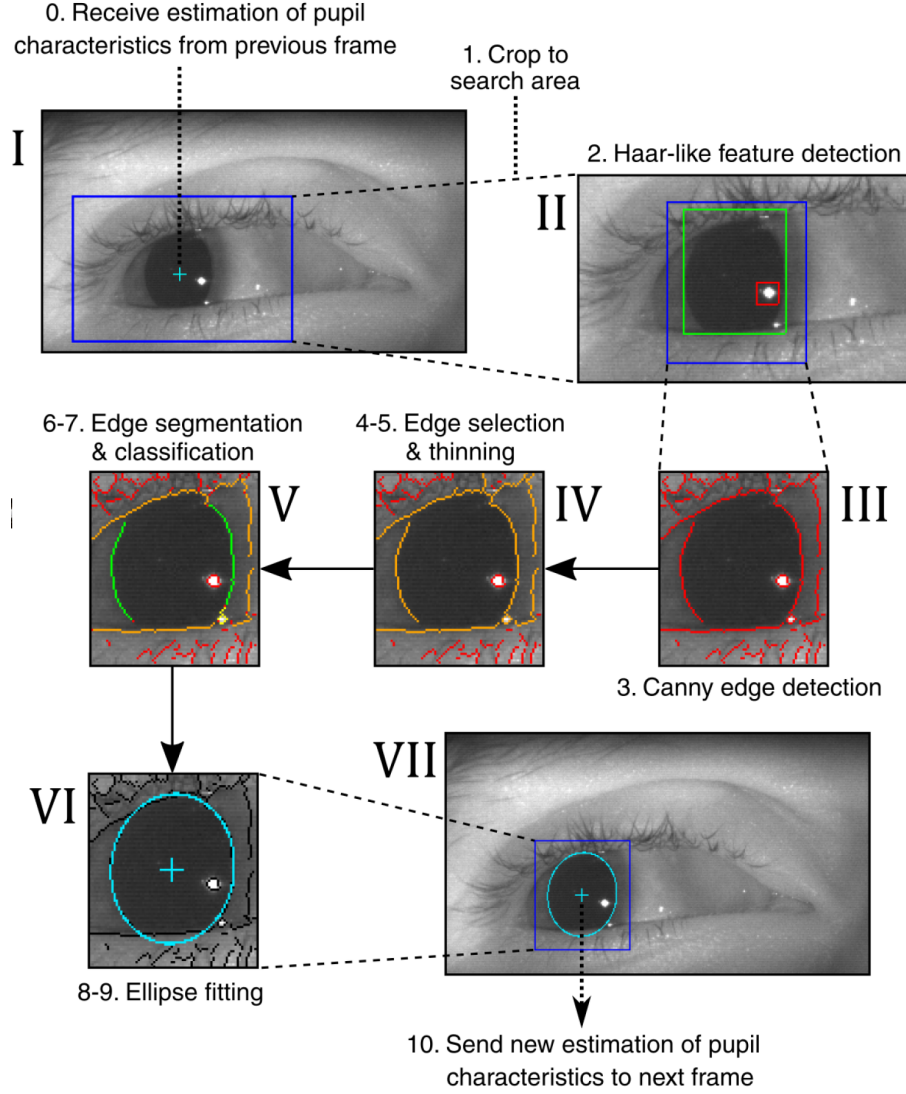 0. Receive estimation of pupil
characteristics from previous frame
1. Crop to
search area
I
2. Haar-like feature detection
II
6-7. Edge segmentation
& classification
4-5. Edge selection
& thinning
V
IV
III
3. Canny edge detection
VI
VII
8-9. Ellipse fitting
10. Send new estimation of pupil
characteristics to next frame